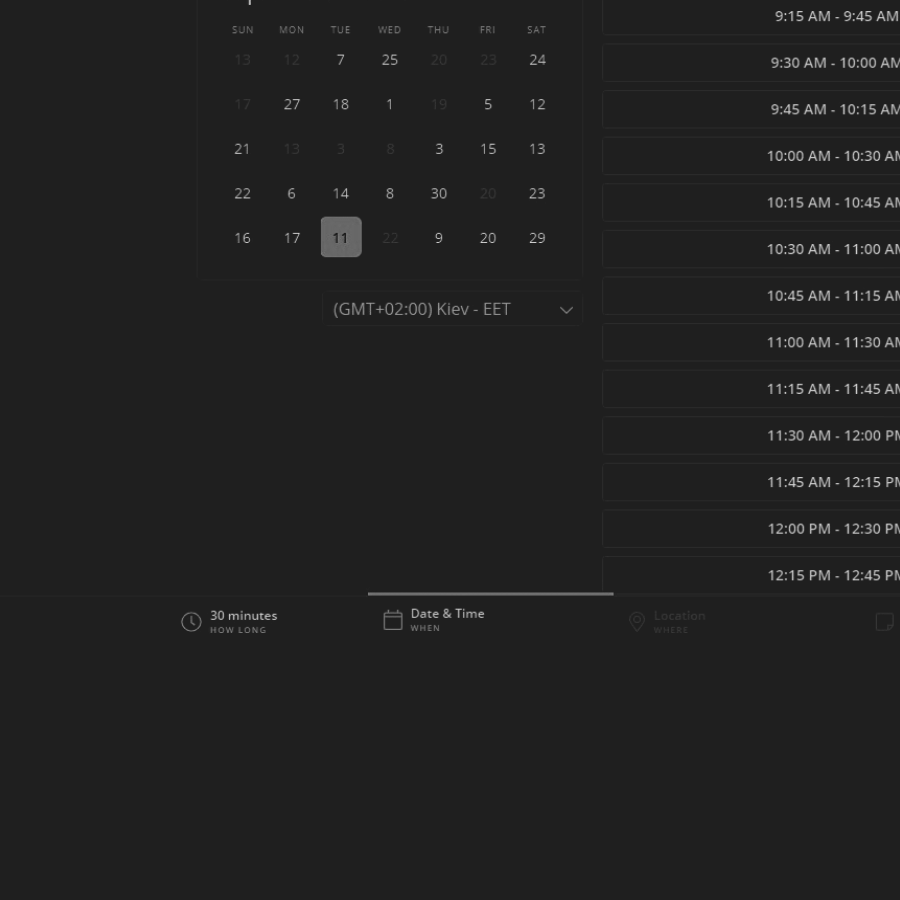 SUN MON TUE WED THU FRI SAT
13 12 7 25 20 23 24
17 27 18 1 19 5 12
21 13 3 8 3 15 13
22 6 14 8 30 20 23
16 17 11 22 9 20 29
(GMT+02:00) Kiev - EET
9:15 AM - 9:45 AM
9:30 AM - 10:00 AM
9:45 AM - 10:15 AM
10:00 AM - 10:30 AM
10:15 AM - 10:45 AM
10:30 AM - 11:00 AM
10:45 AM - 11:15 AM
11:00 AM - 11:30 AM
11:15 AM - 11:45 AM
11:30 AM - 12:00 PM
11:45 AM - 12:15 PM
12:00 PM - 12:30 PM
12:15 PM - 12:45 PM
30 minutes
HOW LONG
Date & Time
WHEN
Location
WHERE